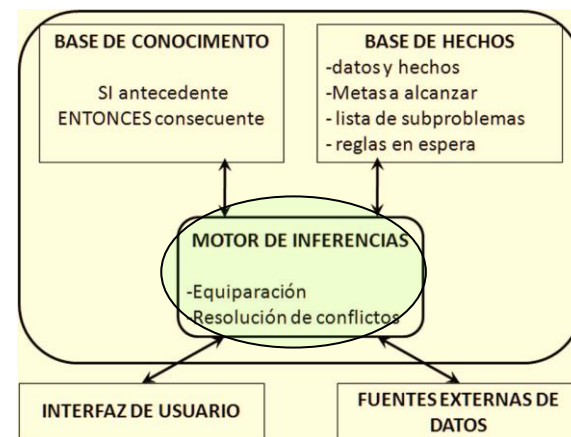 BASE DE CONOCIMENTO
SI antecedente
ENTONCES consecuente
BASE DE HECHOS
-datos y hechos
-Metas a alcanzar
- lista de subproblemas
- reglas en espera
MOTOR DE INFERENCIAS
-Equiparación
-Resolución de conflictos
INTERFAZ DE USUARIO
FUENTES EXTERNAS DE
DATOS